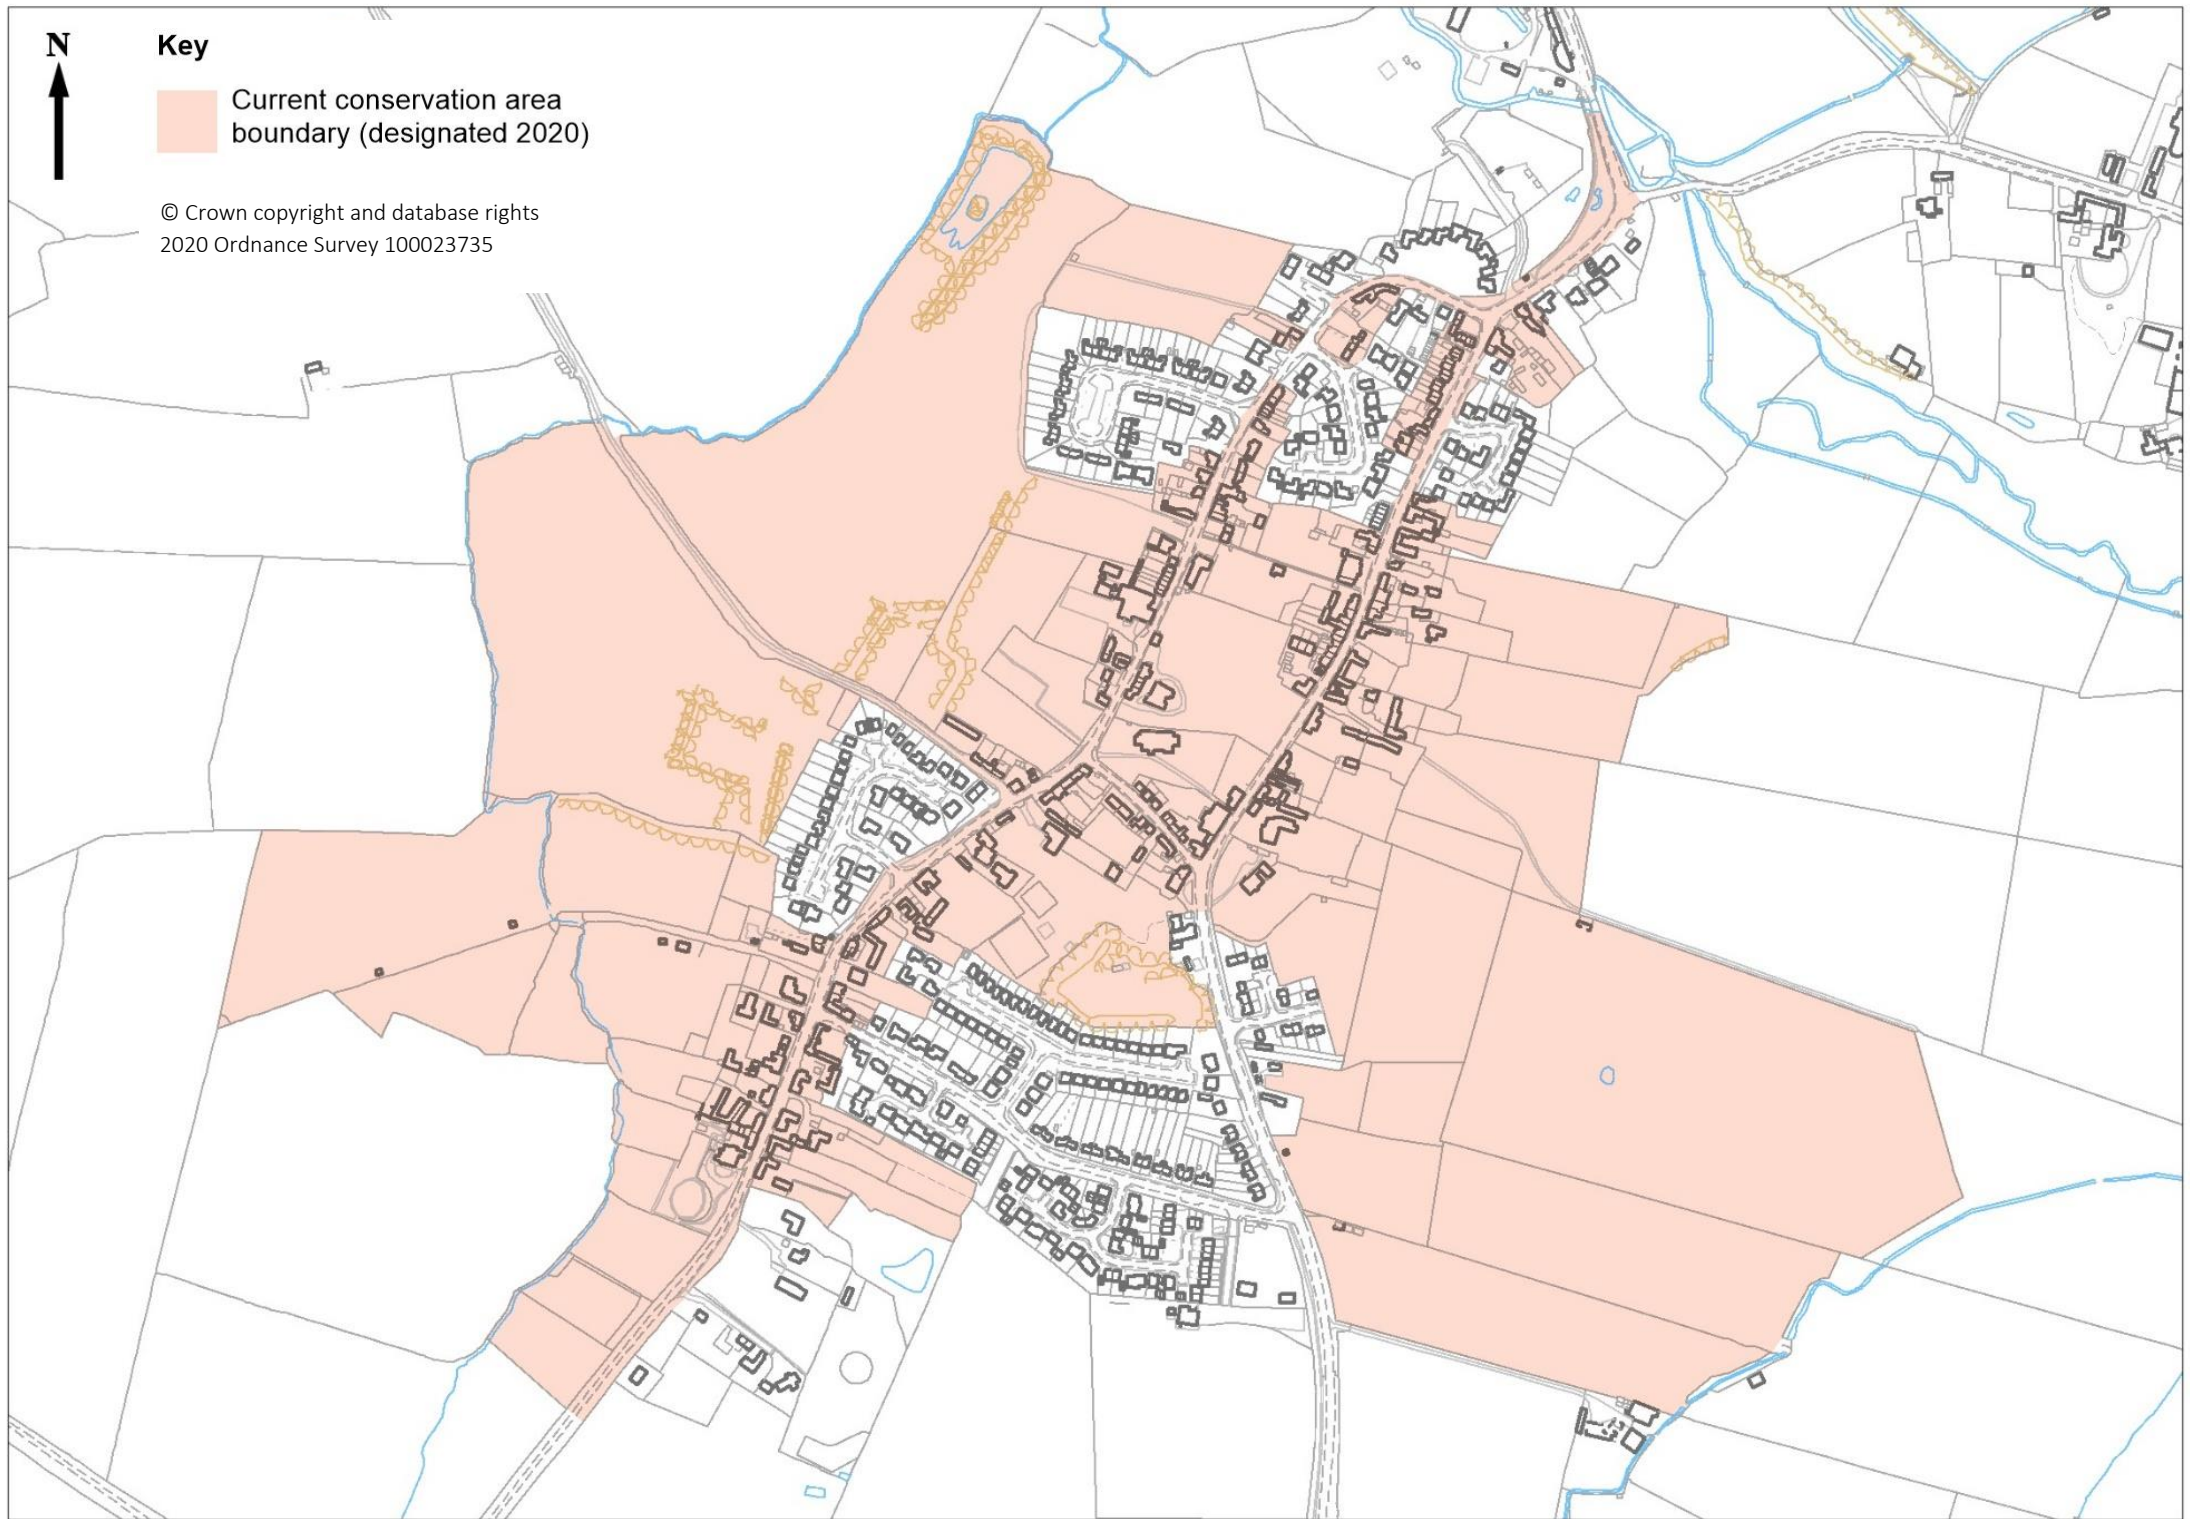 N
Key
Current conservation area
boundary (designated 2020)
© Crown copyright and database rights
2020 Ordnance Survey 100023735